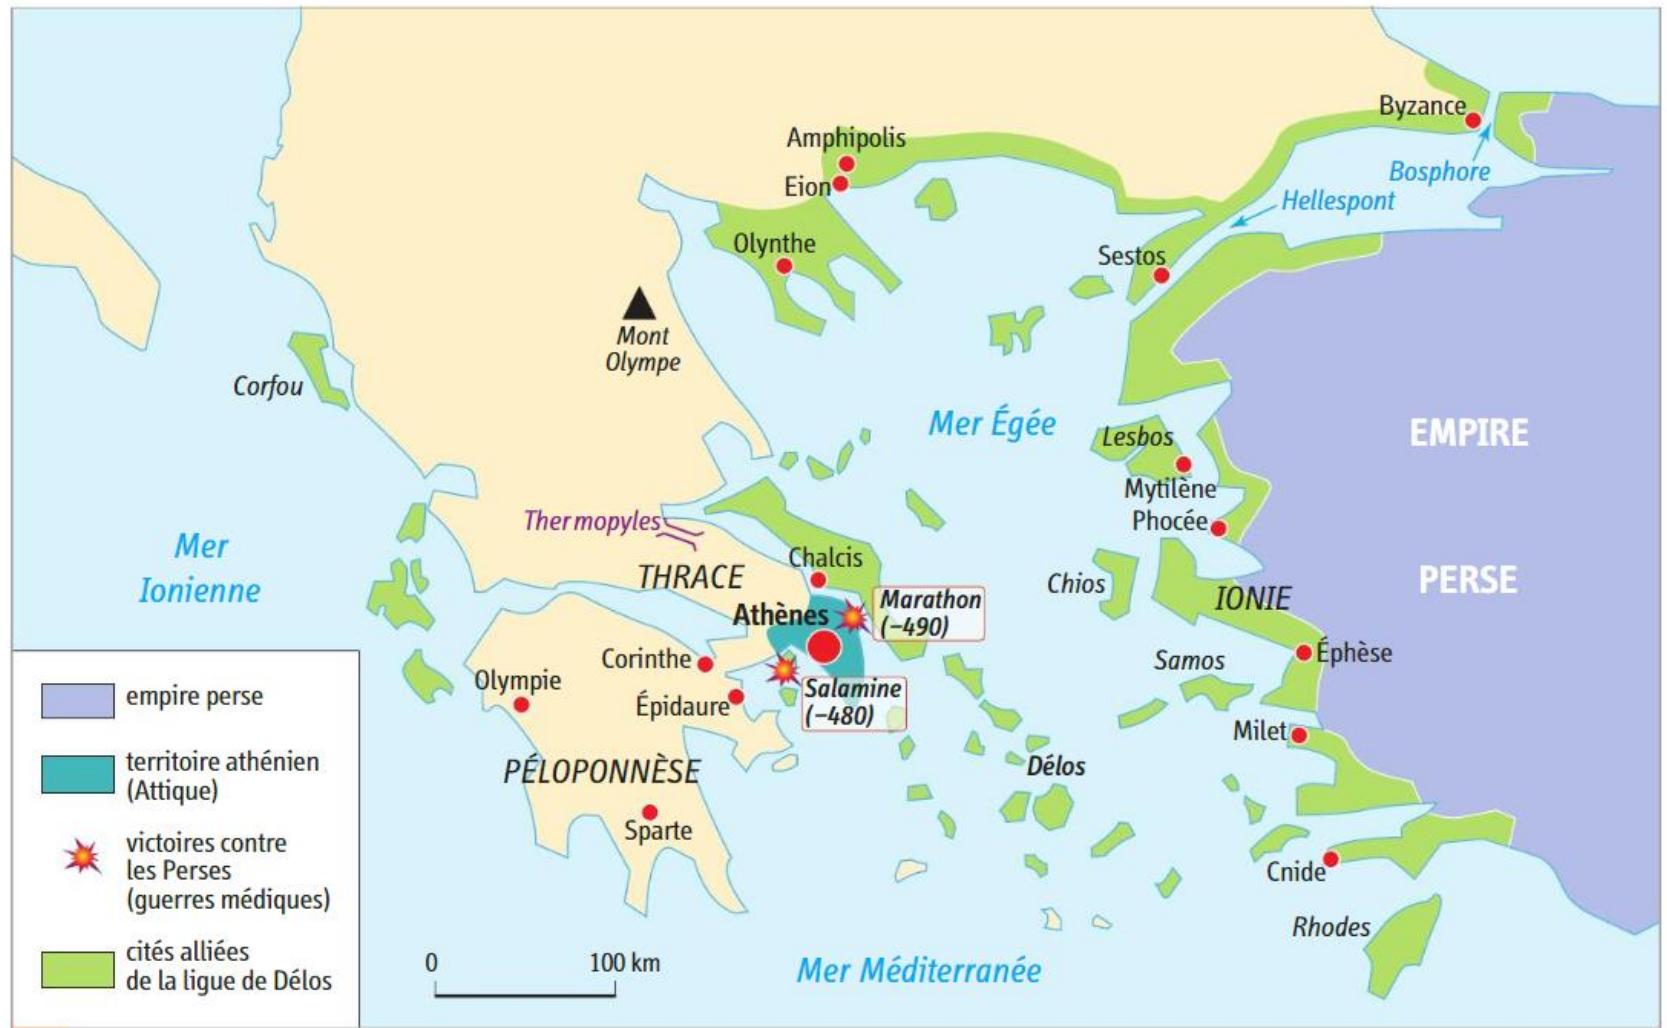 Byzance
Amphipolis
Bosphore
Eion
Hellespont
Olynthe
Sestos
Mont
Olympe
Corfou
Mer Égée
EMPIRE
Lesbos
Mytilène
Thermopyles
Phocée
Mer
Ionienne
Chalcis
THRACE
Chios
PERSE
IONIE
Athènes
Marathon
(–490)
Corinthe
Éphèse
Samos
Olympie
Salamine
(–480)
Épidaure
Milet
PÉLOPONNÈSE
Délos
Sparte
Cnide
Rhodes
Mer Méditerranée
0 100 km
empire perse
territoire athénien
(Attique)
victoires contre
les Perses
(guerres médiques)
cités alliées
de la ligue de Délos